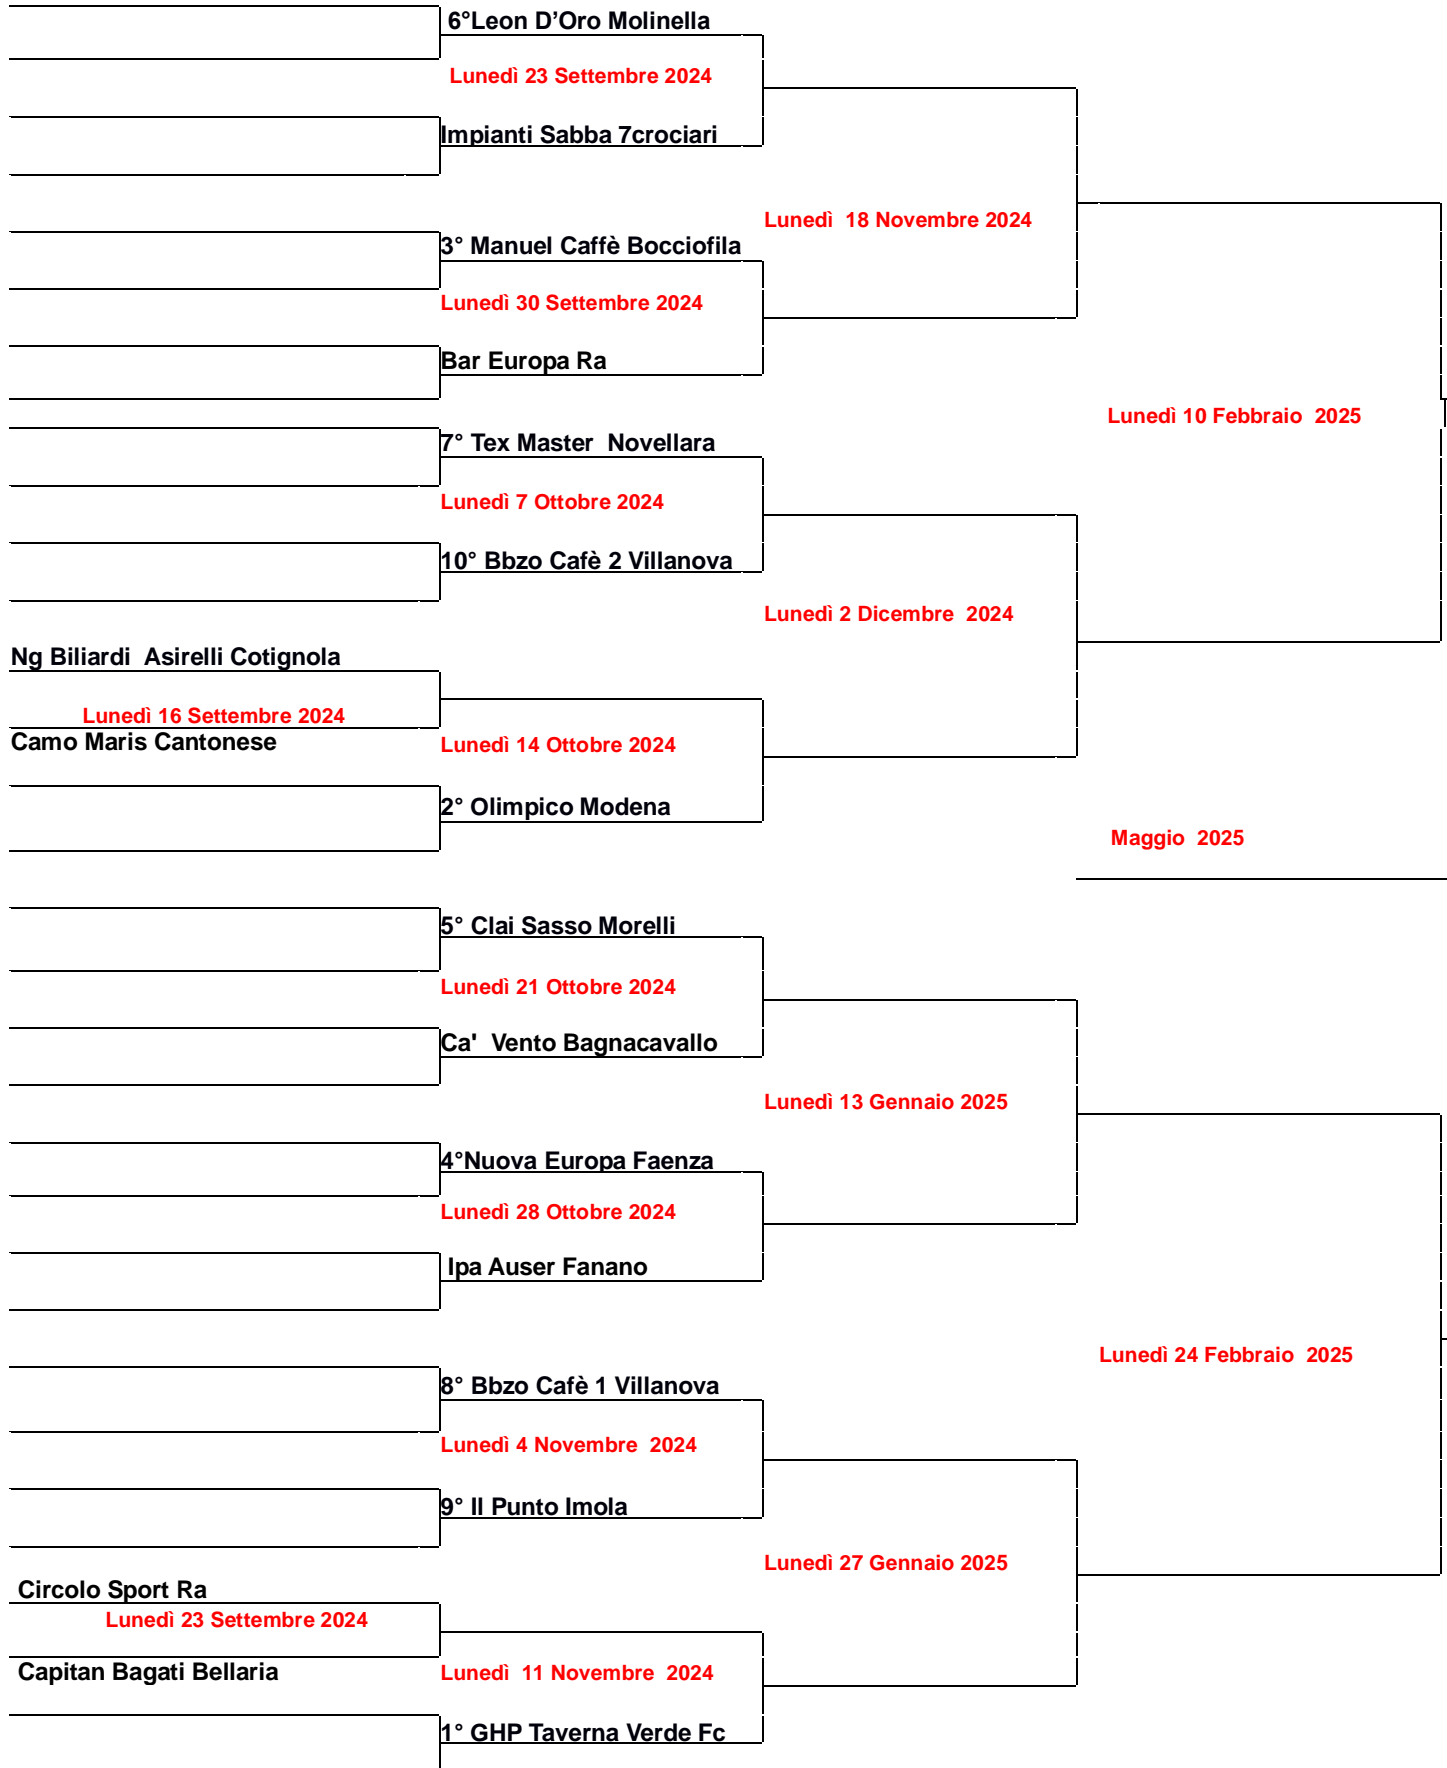 6°Leon D’Oro Molinella
Lunedì 23 Settembre 2024
Impianti Sabba 7crociari
Lunedì 18 Novembre 2024
3° Manuel Caffè Bocciofila
Lunedì 30 Settembre 2024
Bar Europa Ra
Lunedì 10 Febbraio 2025
7° Tex Master Novellara
Lunedì 7 Ottobre 2024
10° Bbzo Cafè 2 Villanova
Lunedì 2 Dicembre 2024
Ng Biliardi Asirelli Cotignola
Lunedì 16 Settembre 2024
Camo Maris Cantonese
Lunedì 14 Ottobre 2024
2° Olimpico Modena
Maggio 2025
5° Clai Sasso Morelli
Lunedì 21 Ottobre 2024
Ca' Vento Bagnacavallo
Lunedì 13 Gennaio 2025
4°Nuova Europa Faenza
Lunedì 28 Ottobre 2024
Ipa Auser Fanano
Lunedì 24 Febbraio 2025
8° Bbzo Cafè 1 Villanova
Lunedì 4 Novembre 2024
9° Il Punto Imola
Lunedì 27 Gennaio 2025
Circolo Sport Ra
Lunedì 23 Settembre 2024
Capitan Bagati Bellaria
Lunedì 11 Novembre 2024
1° GHP Taverna Verde Fc